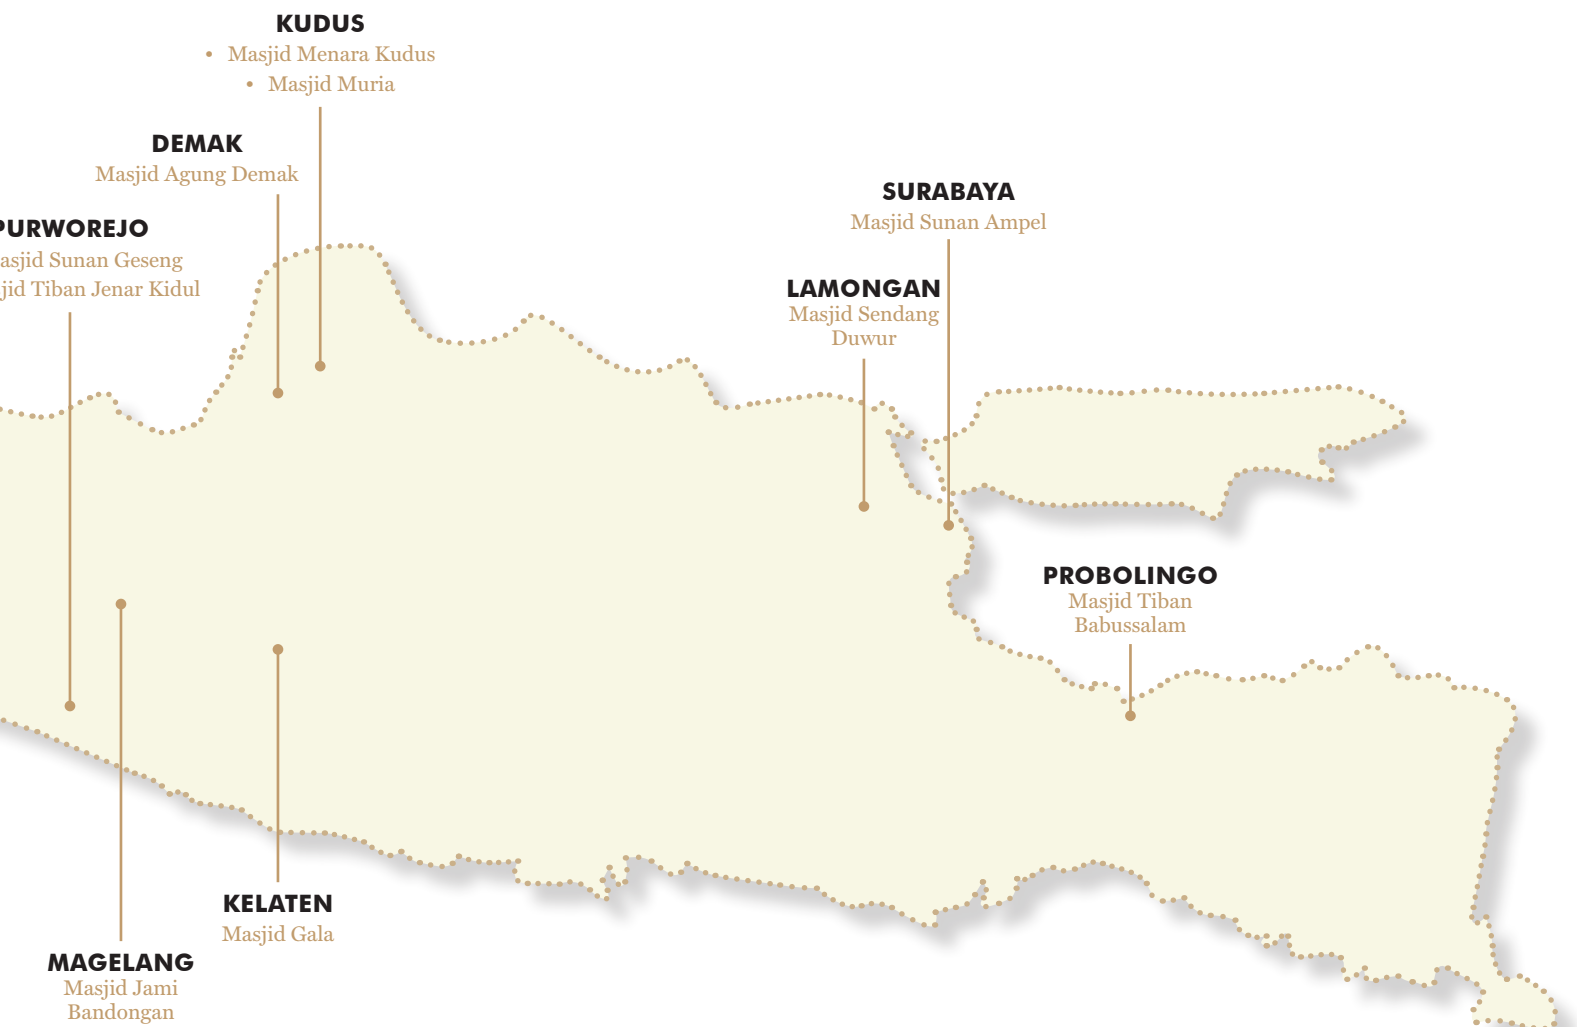 KUDUS
• Masjid Menara Kudus
• Masjid Muria
DEMAK
Masjid Agung Demak
PURWOREJO
asjid Sunan Geseng
jid Tiban Jenar Kidul
SURABAYA
Masjid Sunan Ampel
LAMONGAN
Masjid Sendang
Duwur
PROBOLINGO
Masjid Tiban
Babussalam
KELATEN
Masjid Gala
MAGELANG
Masjid Jami
Bandongan